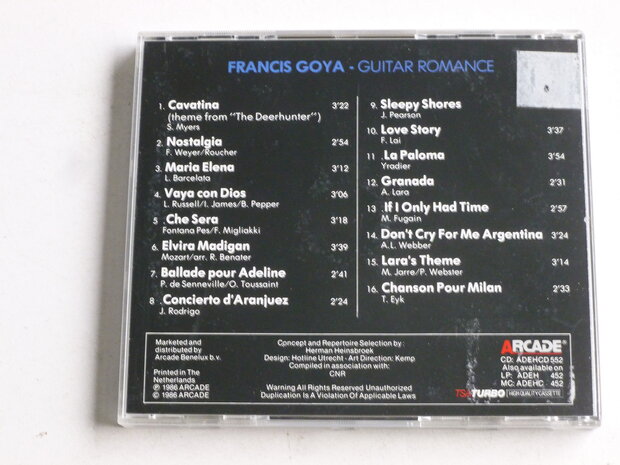 FRANCIS GOYA - GUITAR ROMANCE
1. Cavatina 3'22
(theme from "The Deerhunter")
S. Myers
2. Nostalgia 2'54
F. Weyer/Roucher
3. Maria Elena 3'12
L. Barcelata
4. Vaya con Dios 3'06
L. Russell/I. James/B. Pepper
5 Che Sera 3'18
Fontana Pes/F. Migliakki
6. Elvira Madigan 3'39
Mozart/arr. R. Benater
7. Ballade pour Adeline 2'41
P. de Senneville/O. Toussaint
8 Concierto d'Aranjuez 2'24
J. Rodrigo
9. Sleepy Shores
J. Pearson
10. Love Story 3'37
F. Lai
11 La Paloma 3'54
Yradier
12. Granada 2'31
A. Lara
13 If I Only Had Time 2'57
M. Fugain
14. Don't Cry For Me Argentina 3'24
A.L. Webber
15. Lara's Theme 3'14
M. Jarre/P. Webster
16. Chanson Pour Milan 2'33
T. Eyk
Marketed and
distributed by
Arcade Benelux b.v.
Printed in The
Netherlands
℗ 1986 ARCADE
© 1986 ARCADE
Concept and Repertoire Selection by:
Herman Heinsbroek
Design: Hotline Utrecht - Art Direction: Kemp
Compiled in association with:
CNR
Warning All Rights Reserved Unauthorized
Duplication Is A Violation Of Applicable Laws
ARCADE®
CD: ADEHCD 552
Also available on
LP: ADEH 452
MC: ADEHC 452
TURBO HIGH QUALITY CASSETTE